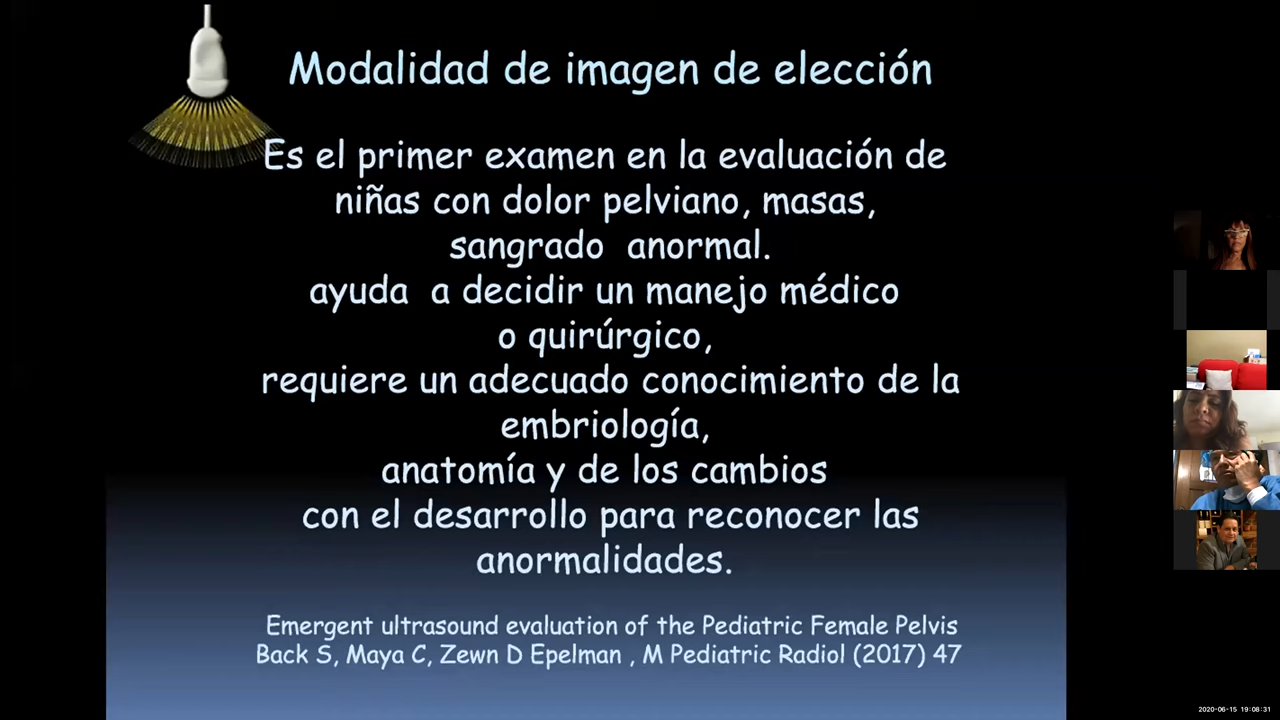 Modalidad de imagen de elección
Es el primer examen en la evaluación de
niñas con dolor pelviano, masas,
sangrado anormal.
ayuda a decidir un manejo médico
o quirúrgico,
requiere un adecuado conocimiento de la
embriología,
anatomía y de los cambios
con el desarrollo para reconocer las
anormalidades.
Emergent ultrasound evaluation of the Pediatric Female Pelvis
Back S, Maya C, Zewn D Epelman , M Pediatric Radiol (2017) 47
2020-06-15 19:08:31